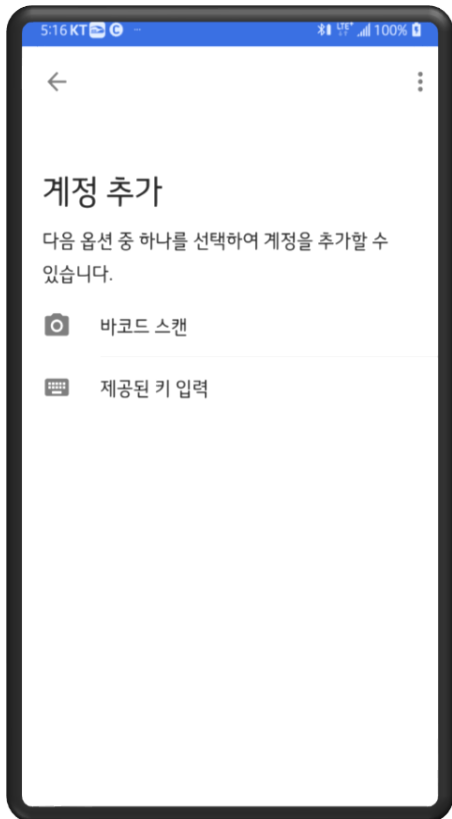 5:16 KT C ... LTE+ 100%
계정 추가
다음 옵션 중 하나를 선택하여 계정을 추가할 수
있습니다.
바코드 스캔
제공된 키 입력